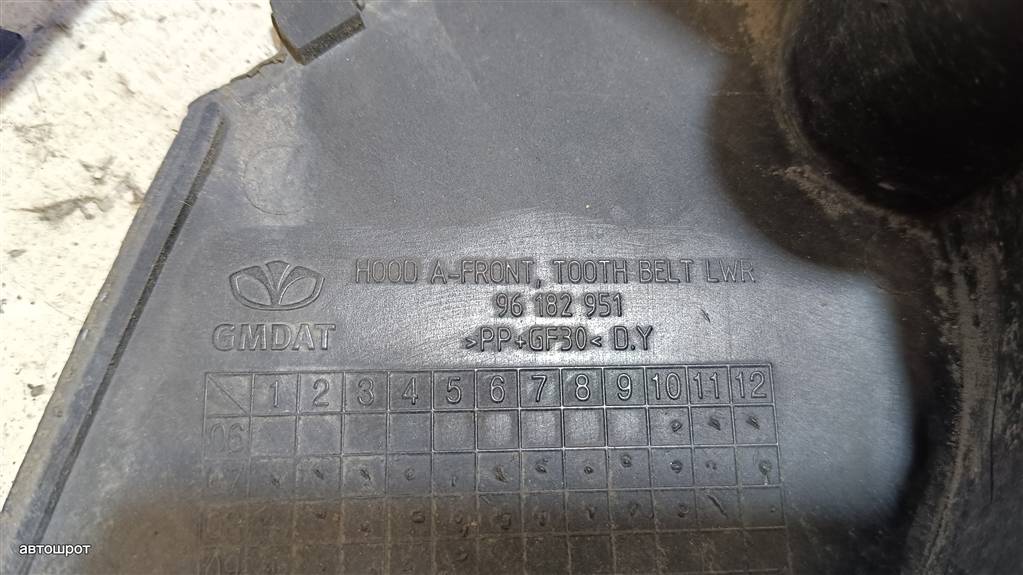 HOOD A-FRONT, TOOTH BELT LWR
96 182 951
GMDAT
>PP+GF30< D.Y
1 2 3 4 5 6 7 8 9 10 11 12
06
07
автошрот